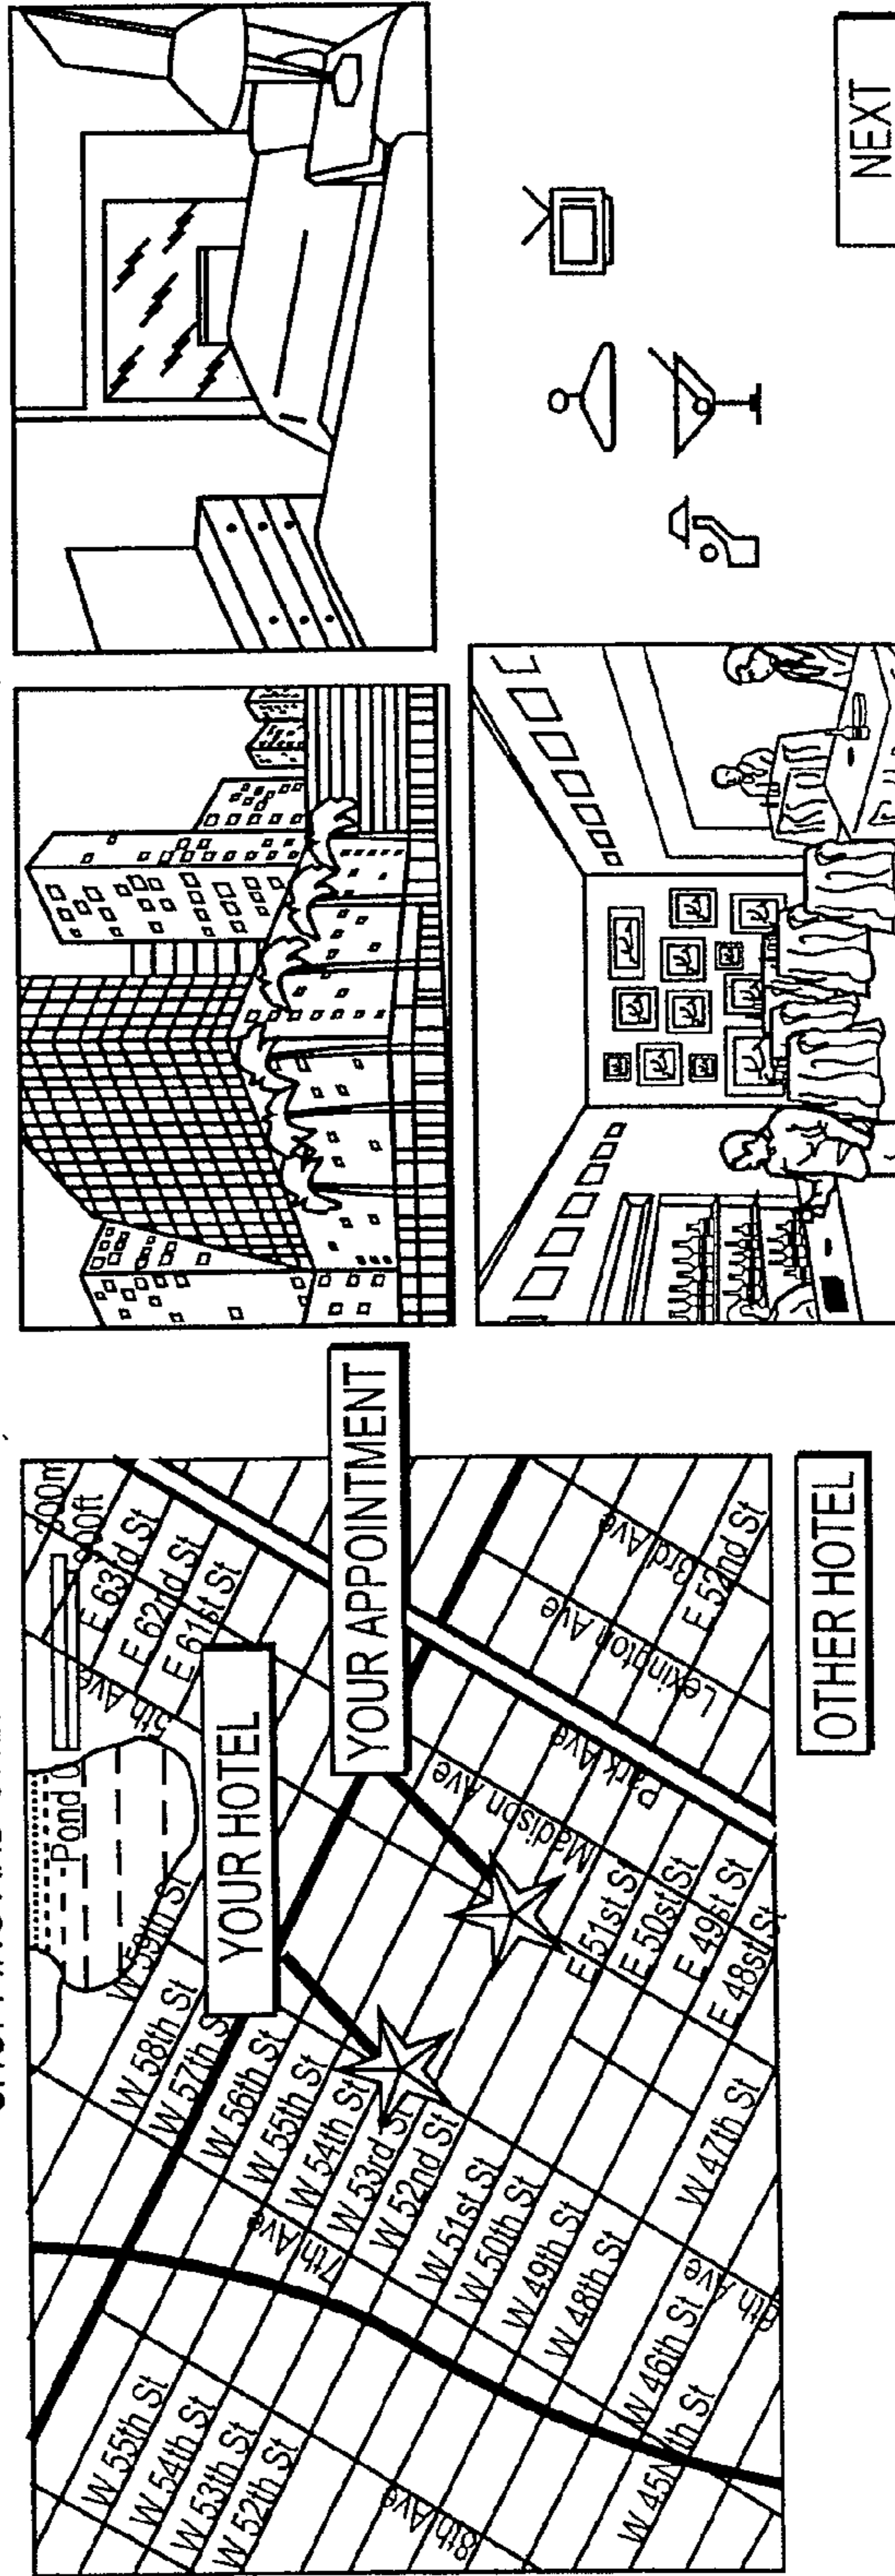 300m
E 63rd St
E 62nd St
E 61st St
5th Ave
Pond
W 59th St
W 58th St
W 57th St
W 56th St
W 55th St
W 54th St
W 53rd St
W 52nd St
W 51st St
W 50th St
W 49th St
W 48th St
W 47th St
W 46th St
W 45
7th Ave
8th Ave
6th Ave
W 55th St
W 54th St
W 53th St
W 52th St
YOUR HOTEL
YOUR APPOINTMENT
Madison Ave
Park Ave
Lexington Ave
3rd Ave
E 52nd St
E 51st St
E 50st St
E 49st St
E 48st St
OTHER HOTEL
NEXT